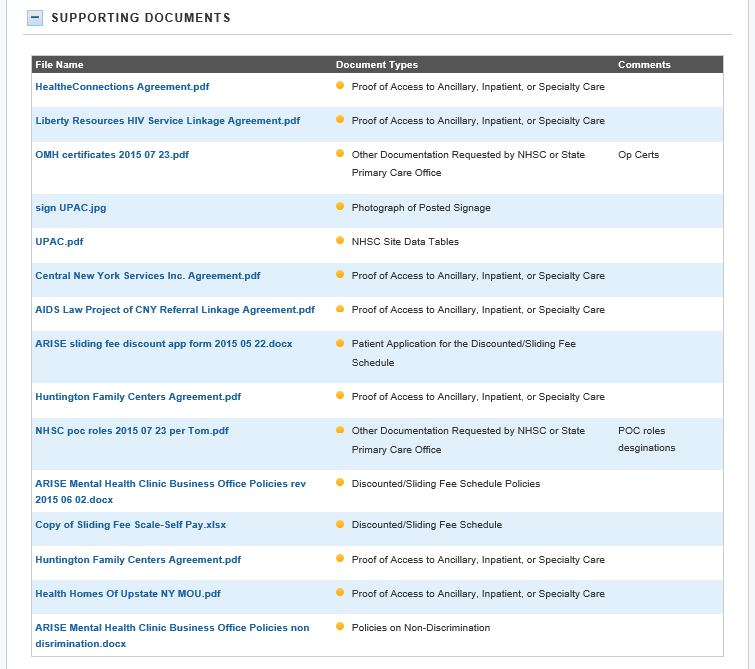 SUPPORTING DOCUMENTS
File Name Document Types Comments
HealtheConnections Agreement.pdf Proof of Access to Ancillary, Inpatient, or Specialty Care
Liberty Resources HIV Service Linkage Agreement.pdf Proof of Access to Ancillary, Inpatient, or Specialty Care
OMH certificates 2015 07 23.pdf Other Documentation Requested by NHSC or State Op Certs
Primary Care Office
sign UPAC.jpg Photograph of Posted Signage
UPAC.pdf NHSC Site Data Tables
Central New York Services Inc. Agreement.pdf Proof of Access to Ancillary, Inpatient, or Specialty Care
AIDS Law Project of CNY Referral Linkage Agreement.pdf Proof of Access to Ancillary, Inpatient, or Specialty Care
ARISE sliding fee discount app form 2015 05 22.docx Patient Application for the Discounted/Sliding Fee
Schedule
Huntington Family Centers Agreement.pdf Proof of Access to Ancillary, Inpatient, or Specialty Care
NHSC poc roles 2015 07 23 per Tom.pdf Other Documentation Requested by NHSC or State POC roles
Primary Care Office desginations
ARISE Mental Health Clinic Business Office Policies rev Discounted/Sliding Fee Schedule Policies
2015 06 02.docx
Copy of Sliding Fee Scale-Self Pay.xlsx Discounted/Sliding Fee Schedule
Huntington Family Centers Agreement.pdf Proof of Access to Ancillary, Inpatient, or Specialty Care
Health Homes Of Upstate NY MOU.pdf Proof of Access to Ancillary, Inpatient, or Specialty Care
ARISE Mental Health Clinic Business Office Policies non Policies on Non-Discrimination
disrimination.docx